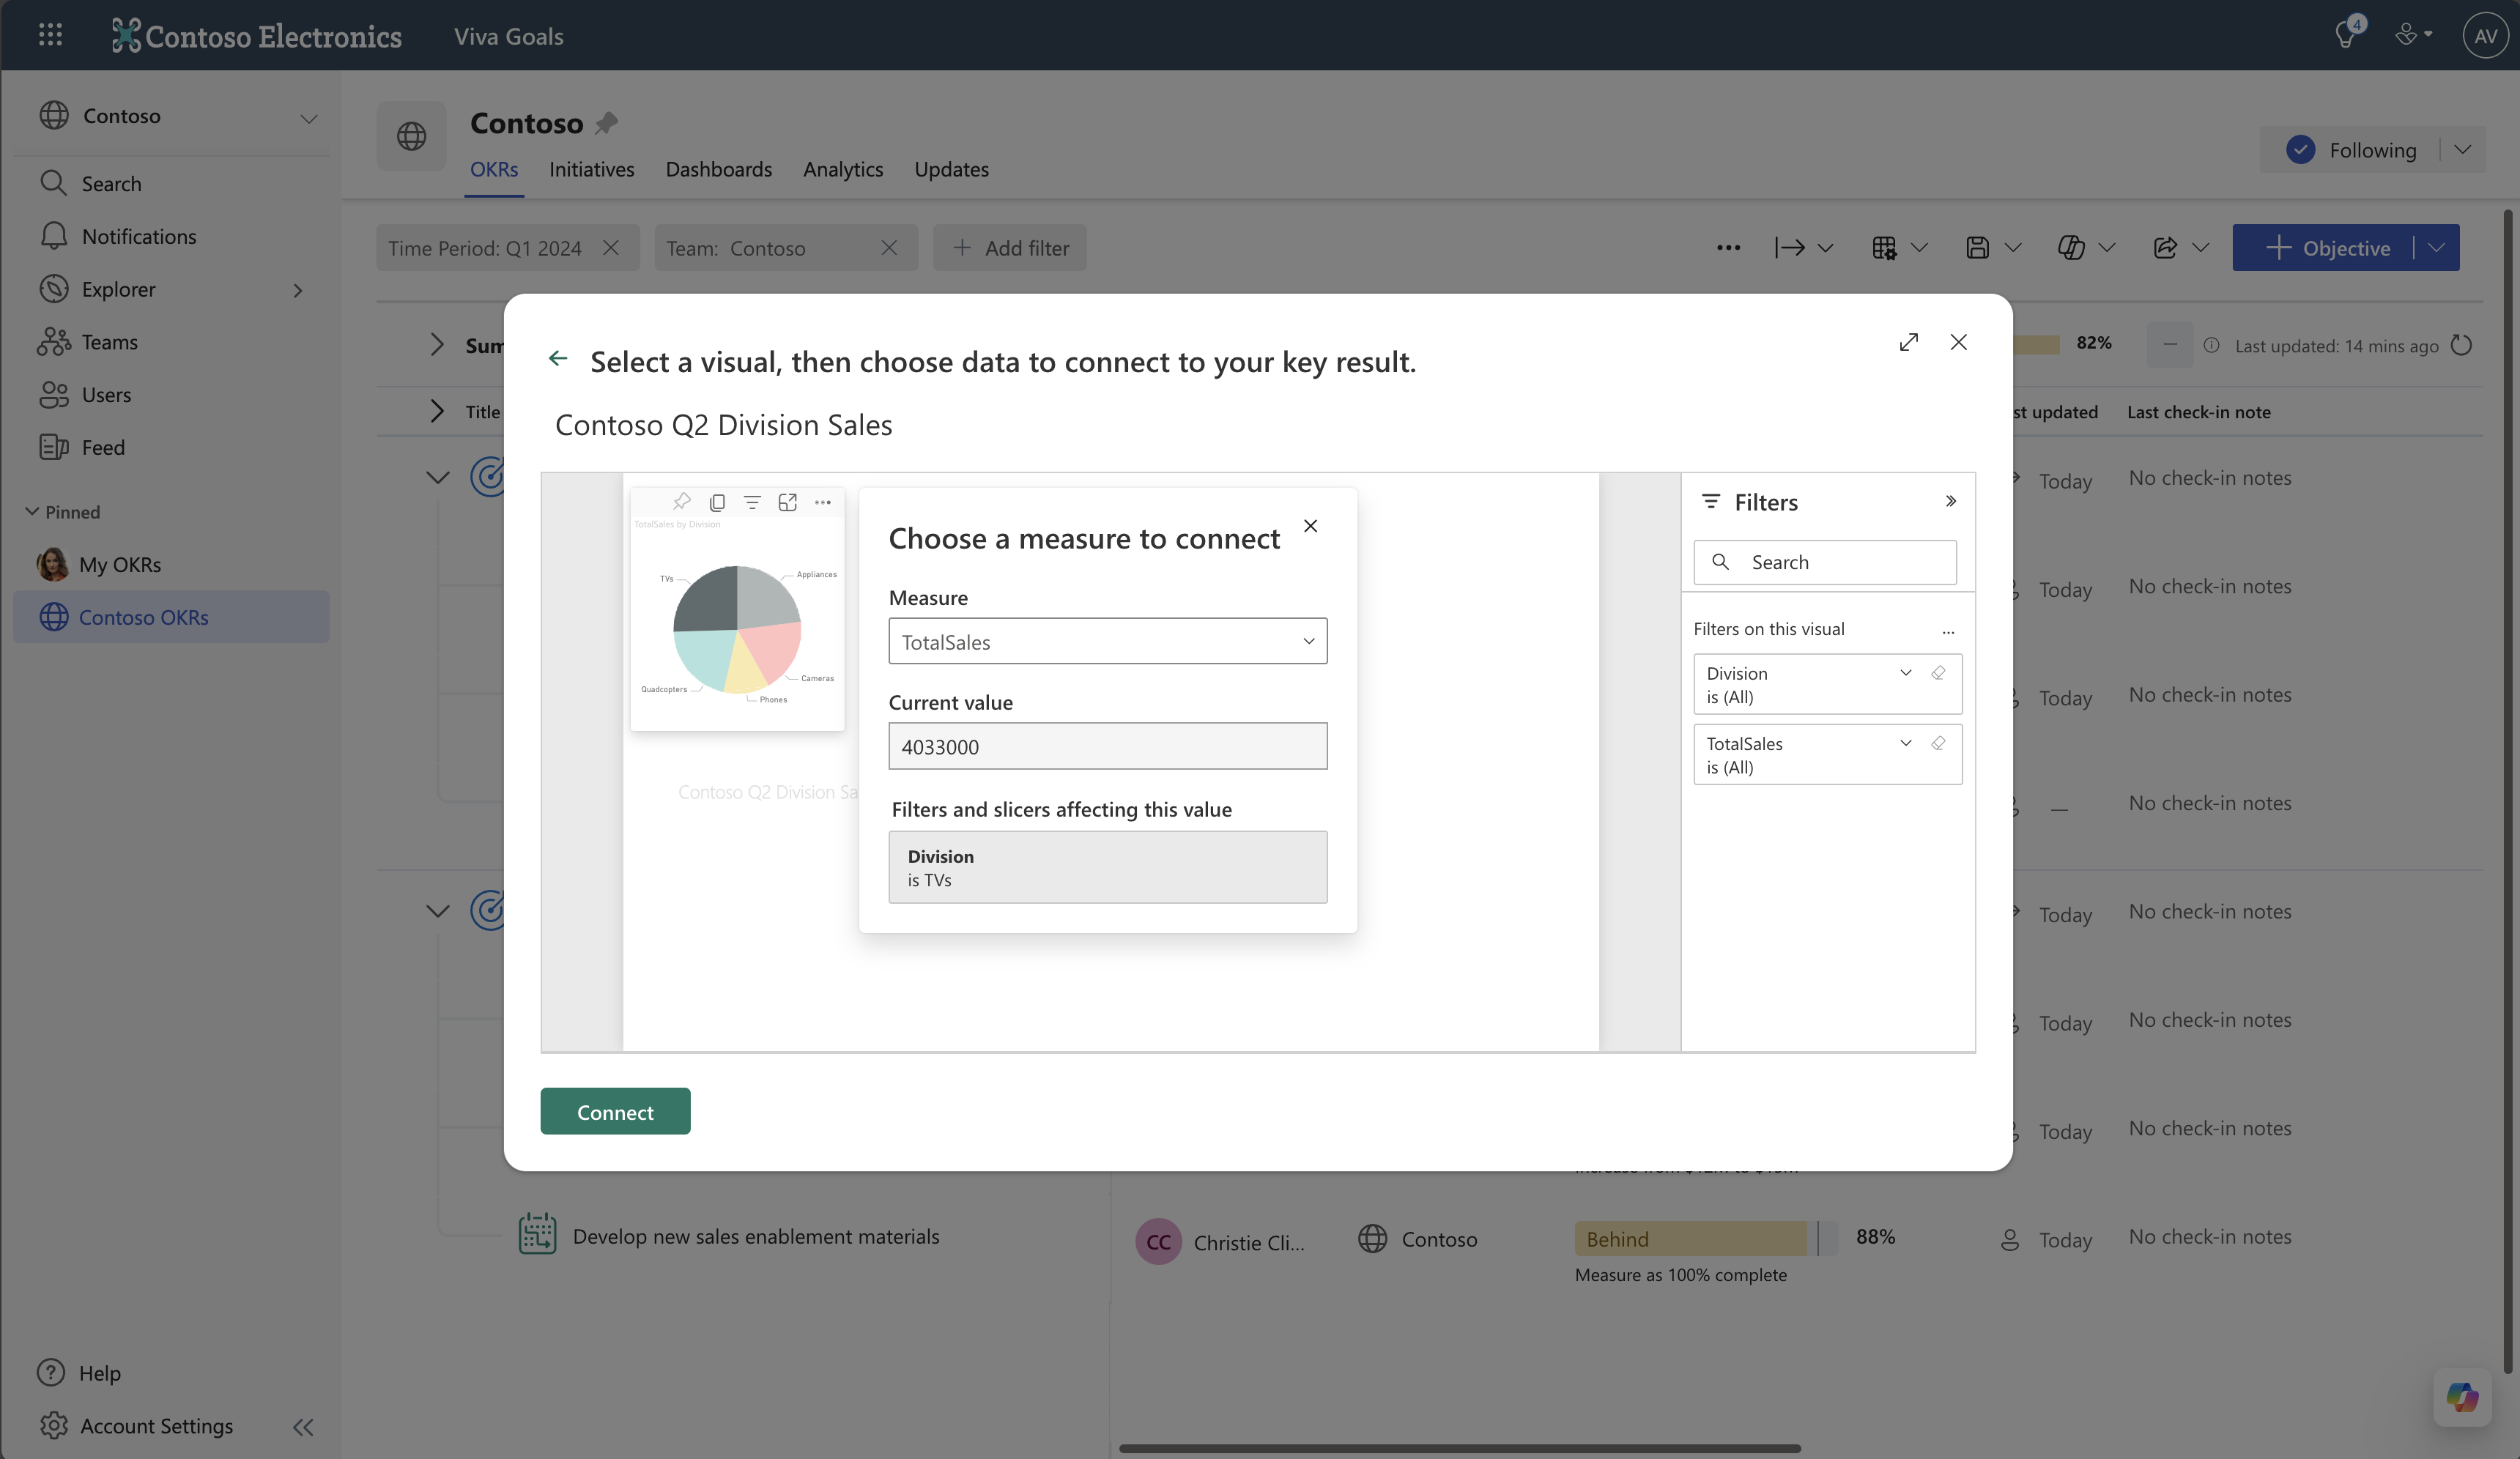 Contoso Electronics
Viva Goals
4
AV
Contoso
Search
Notifications
Explorer
Teams
Users
Feed
Pinned
My OKRs
Contoso OKRs
Help
Account Settings
Contoso
OKRs Initiatives Dashboards Analytics Updates
Following
Time Period: Q1 2024
Team: Contoso
Add filter
Objective
82%
Last updated: 14 mins ago
Title
updated
Last check-in note
Select a visual, then choose data to connect to your key result.
Contoso Q2 Division Sales
TotalSales by Division
TVs
Appliances
Cameras
Phones
Quadcopters
Contoso Q2 Division
Choose a measure to connect
Measure
TotalSales
Current value
4033000
Filters and slicers affecting this value
Division
is TVs
Filters
Search
Filters on this visual
Division
is (All)
TotalSales
is (All)
Connect
Today No check-in notes
Today No check-in notes
Today No check-in notes
— No check-in notes
Today No check-in notes
Today No check-in notes
Today No check-in notes
Develop new sales enablement materials
CC
Christie Cli...
Contoso
Behind
88%
Today
No check-in notes
Measure as 100% complete